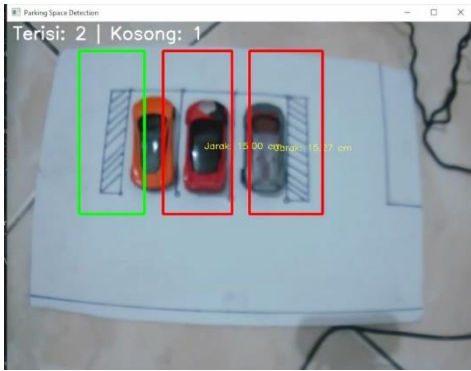 Parking Space Detection
Terisi: 2 | Kosong: 1
Jarak: 15.00 cm
Jarak: 15.27 cm